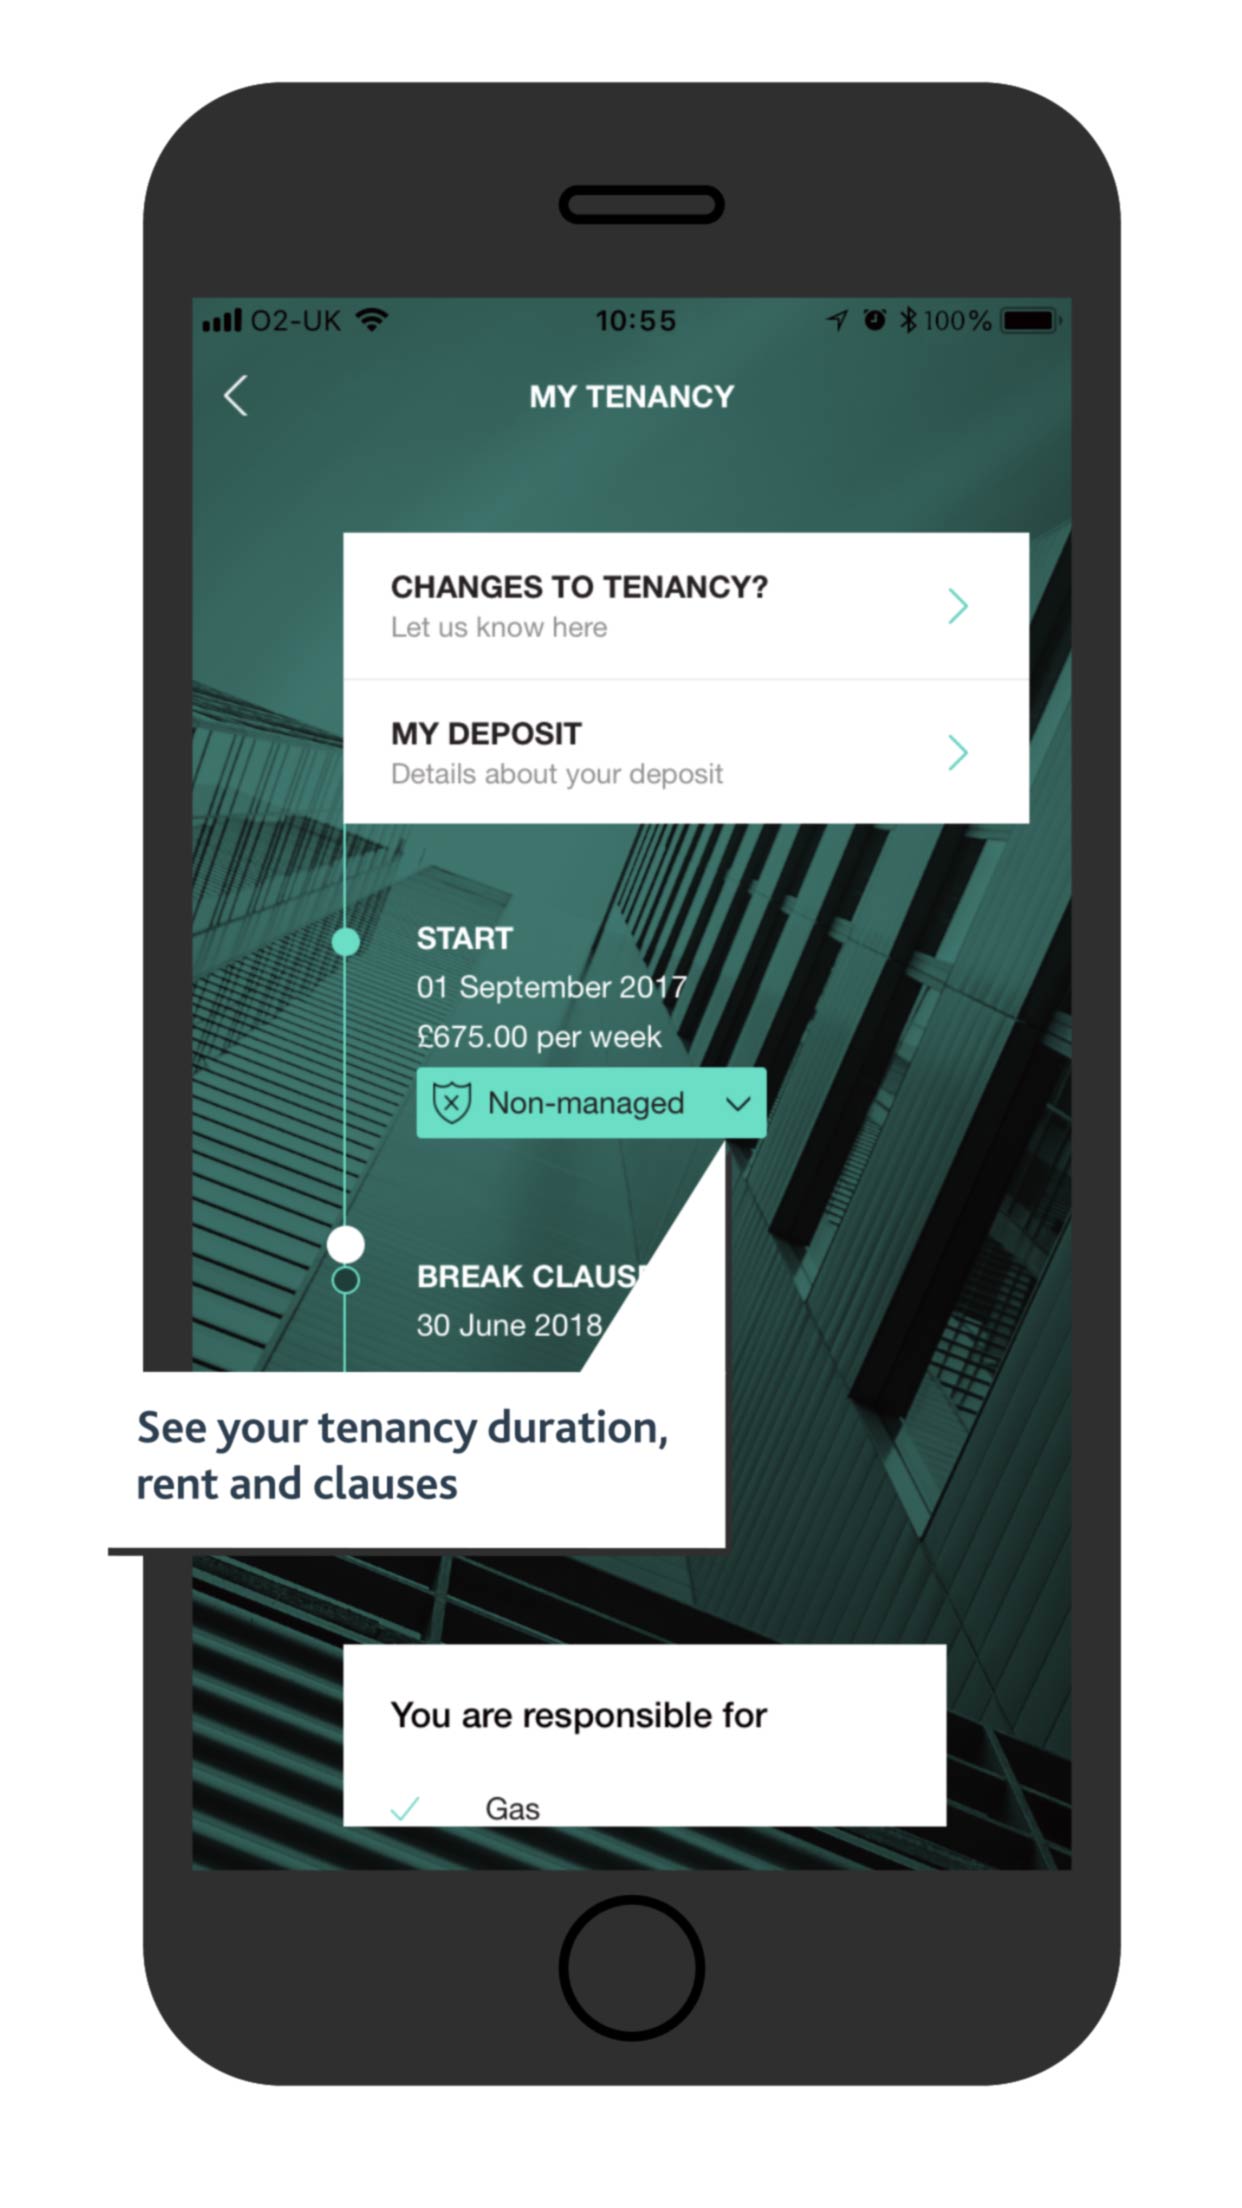 O2-UK 10:55 100%
MY TENANCY
CHANGES TO TENANCY?
Let us know here
MY DEPOSIT
Details about your deposit
START
01 September 2017
£675.00 per week
Non-managed
BREAK CLAUS
30 June 2018
See your tenancy duration,
rent and clauses
You are responsible for
Gas